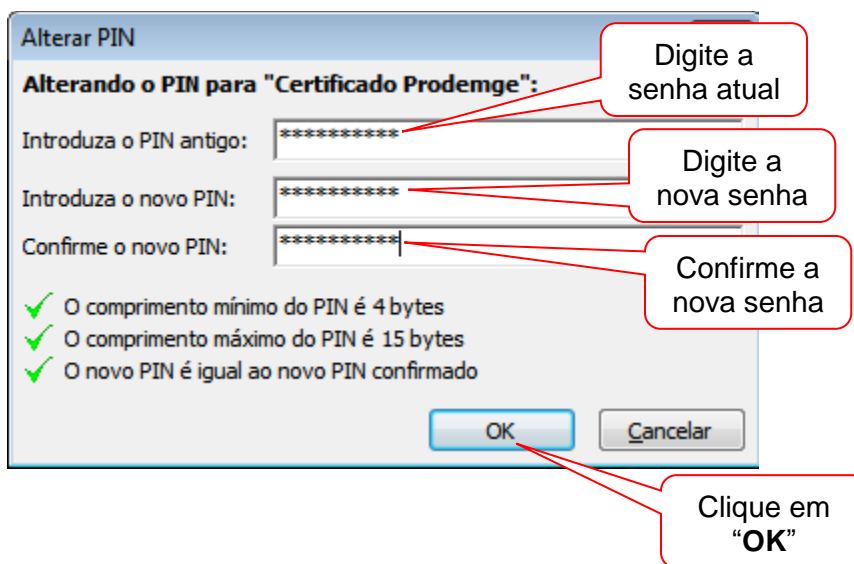 Alterar PIN
Digite a
senha atual
Alterando o PIN para "Certificado Prodemge":
Introduza o PIN antigo:
**********
Digite a
nova senha
Introduza o novo PIN:
**********
Confirme o novo PIN:
**********
Confirme a
nova senha
O comprimento mínimo do PIN é 4 bytes
O comprimento máximo do PIN é 15 bytes
O novo PIN é igual ao novo PIN confirmado
OK
Cancelar
Clique em
“OK”